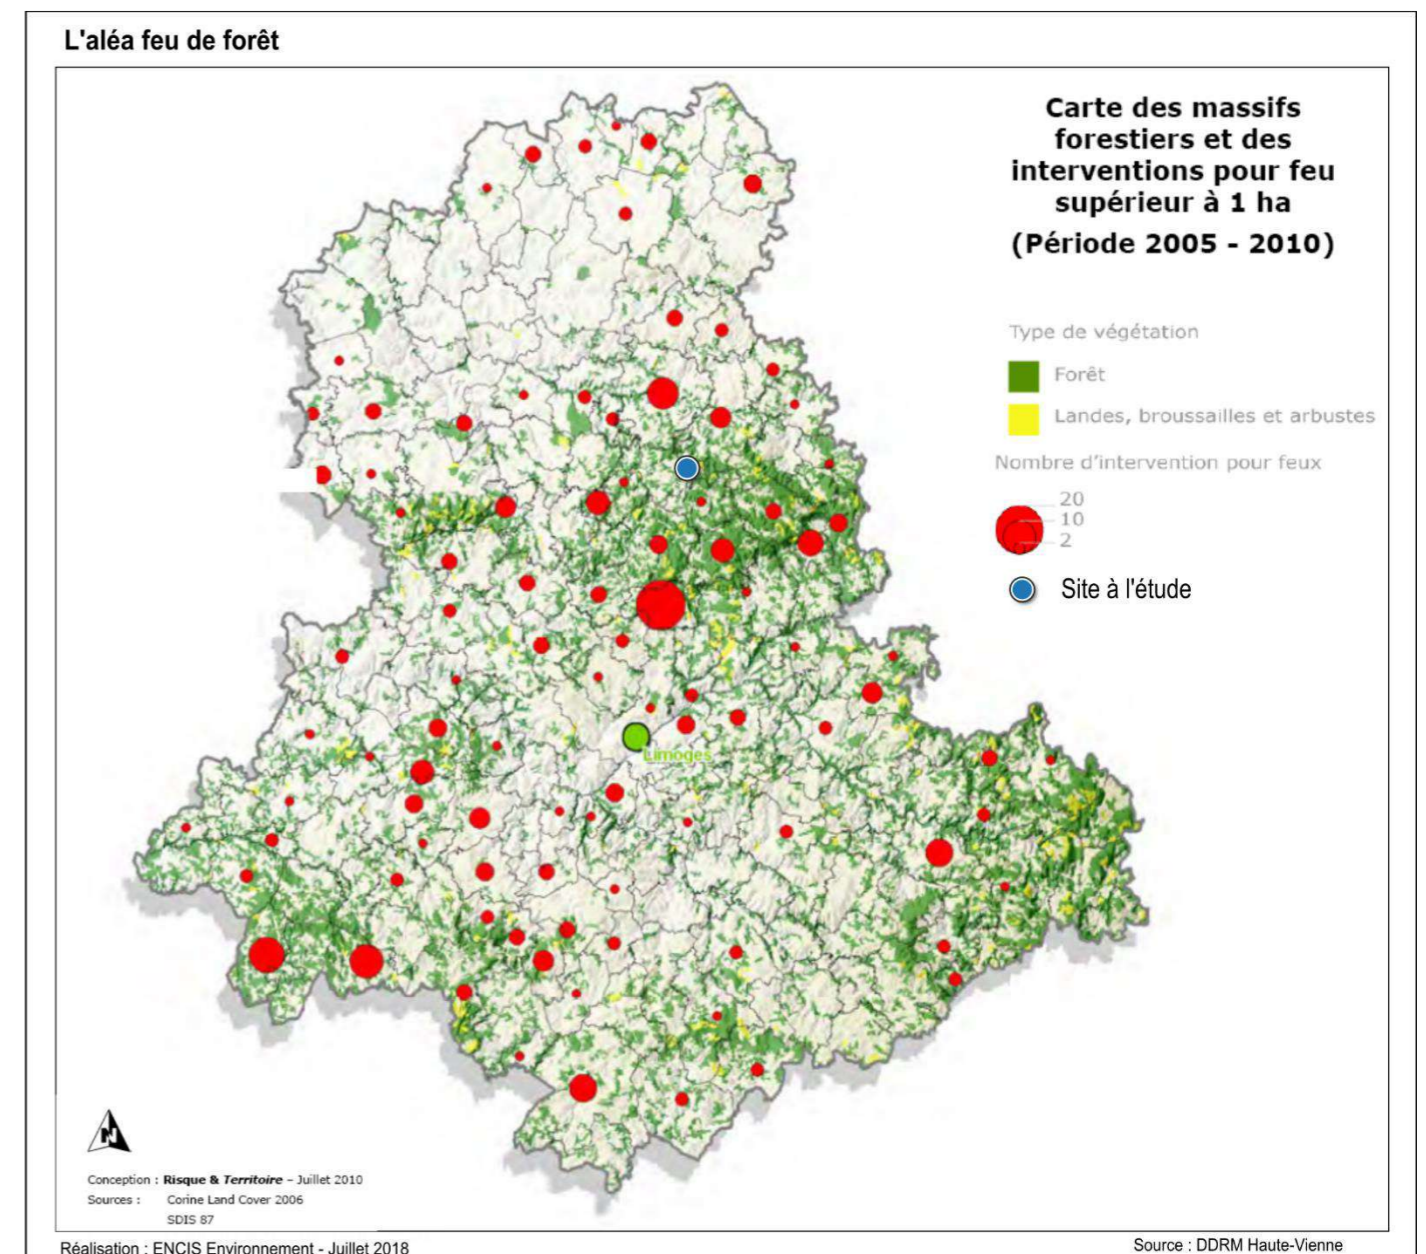 L'aléa feu de forêt
Carte des massifs
forestiers et des
interventions pour feu
supérieur à 1 ha
(Période 2005 - 2010)
Type de végétation
Forêt
Landes, broussailles et arbustes
Nombre d'intervention pour feux
20
10
2
Site à l'étude
Limoges
N
Conception : Risque & Territoire – Juillet 2010
Sources : Corine Land Cover 2006
SDIS 87
Réalisation : ENCIS Environnement - Juillet 2018
Source : DDRM Haute-Vienne